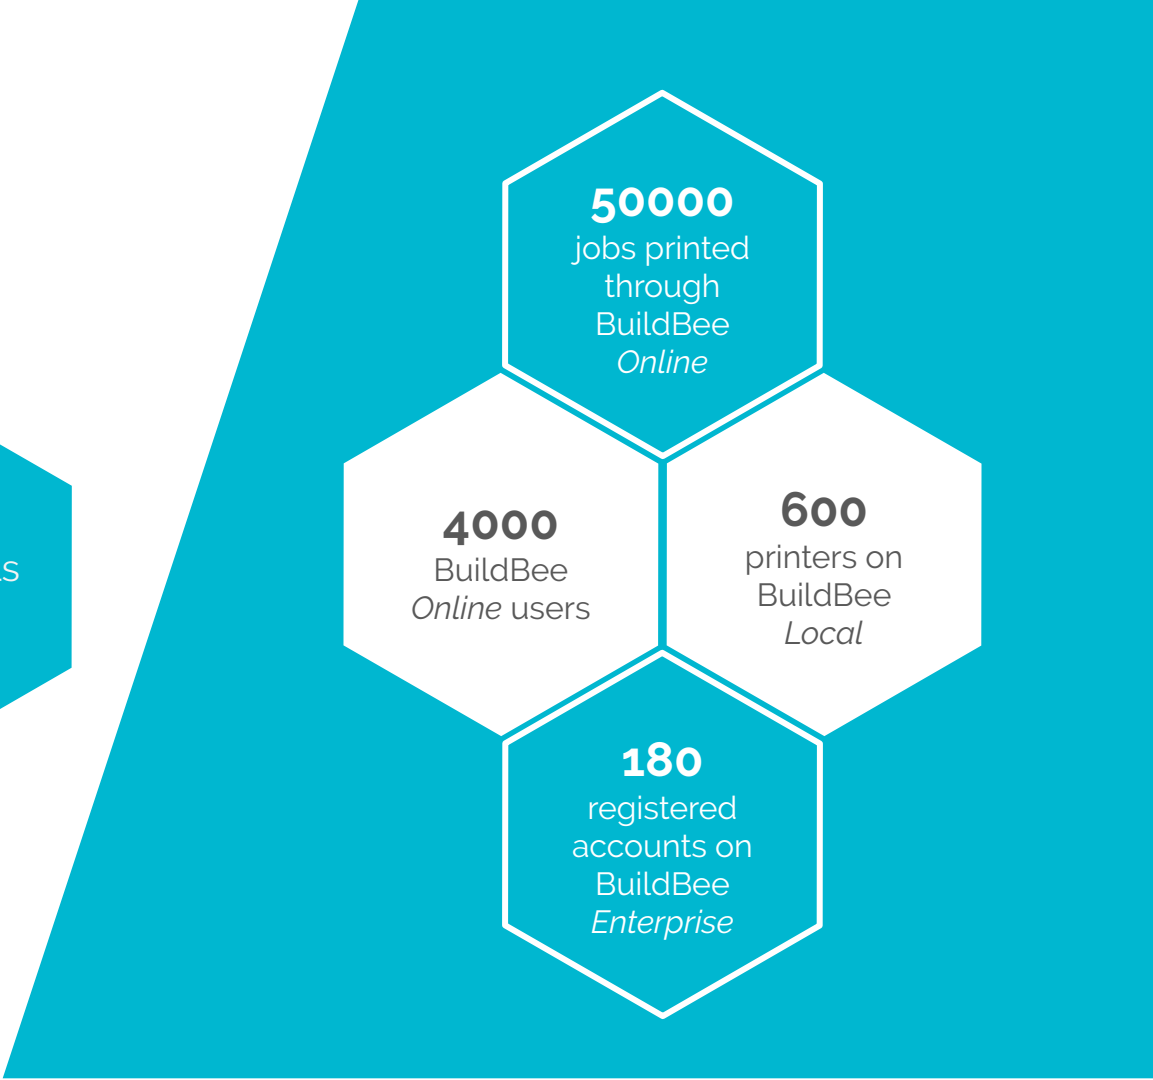 50000
jobs printed
through
BuildBee
Online
4000
BuildBee
Online users
600
printers on
BuildBee
Local
180
registered
accounts on
BuildBee
Enterprise